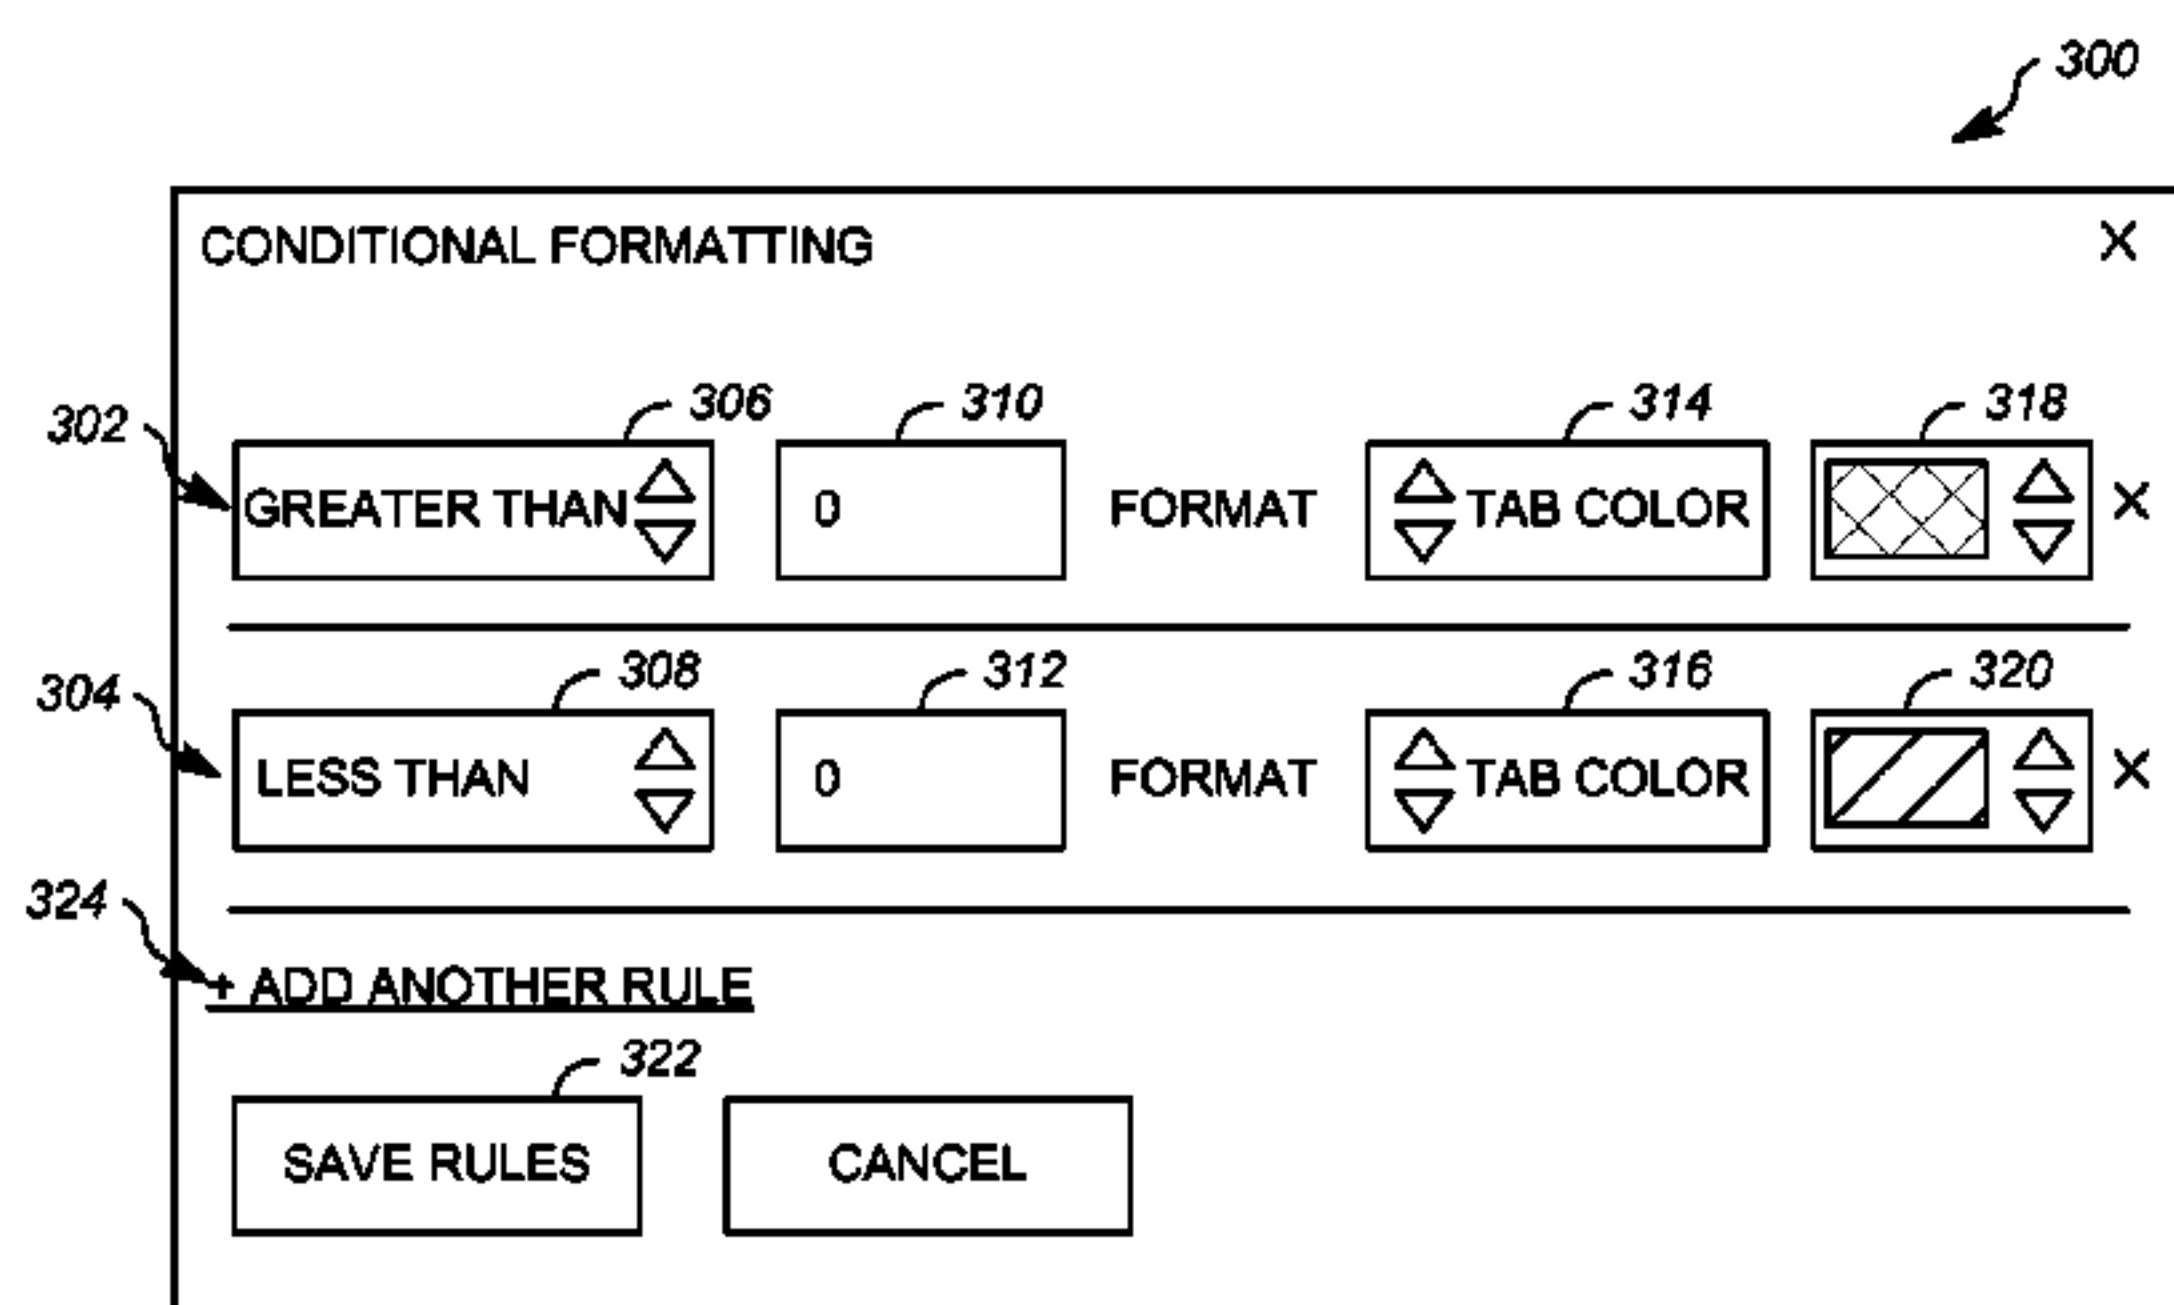 300
CONDITIONAL FORMATTING X
302 306 310 314 318
GREATER THAN 0 FORMAT TAB COLOR X
304 308 312 316 320
LESS THAN 0 FORMAT TAB COLOR X
324
+ ADD ANOTHER RULE
322
SAVE RULES CANCEL